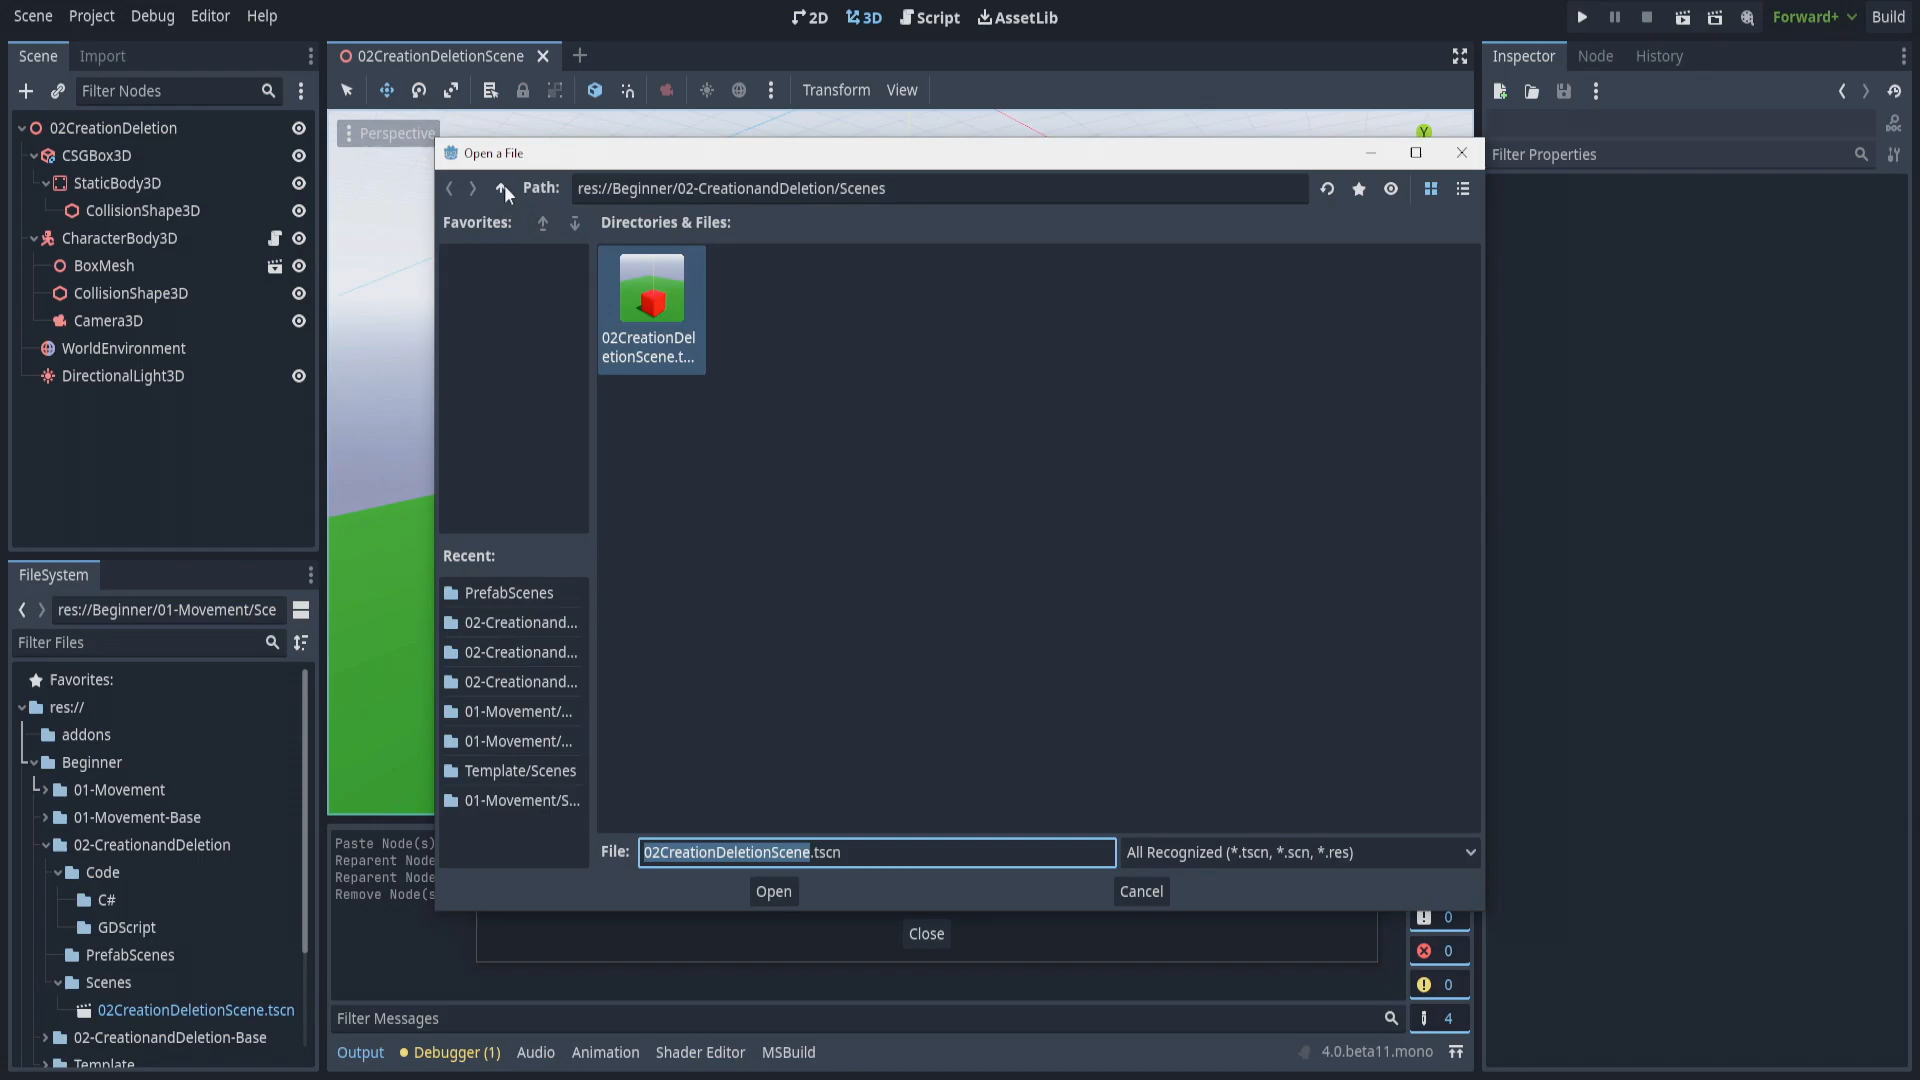 Scene Project Debug Editor Help
2D 3D Script AssetLib
Forward+ Build
Scene Import
02CreationDeletionScene
Inspector Node History
Filter Nodes
Transform View
02CreationDeletion
CSGBox3D
StaticBody3D
CollisionShape3D
CharacterBody3D
BoxMesh
CollisionShape3D
Camera3D
WorldEnvironment
DirectionalLight3D
Perspective
Y
Filter Properties
Open a File
Path: res://Beginner/02-CreationandDeletion/Scenes
Favorites: Directories & Files:
02CreationDel
etionScene.t...
Recent:
PrefabScenes
02-Creationand...
02-Creationand...
02-Creationand...
01-Movement/...
01-Movement/...
Template/Scenes
01-Movement/S...
File: 02CreationDeletionScene.tscn All Recognized (*.tscn, *.scn, *.res)
Open Cancel
Close
FileSystem
res://Beginner/01-Movement/Sce
Filter Files
Favorites:
res://
addons
Beginner
01-Movement
01-Movement-Base
02-CreationandDeletion
Code
C#
GDScript
PrefabScenes
Scenes
02CreationDeletionScene.tscn
02-CreationandDeletion-Base
Template
Paste Node(s)
Reparent Node
Reparent Node
Remove Node(s
0
0
0
4
Filter Messages
Output Debugger (1) Audio Animation Shader Editor MSBuild
4.0.beta11.mono